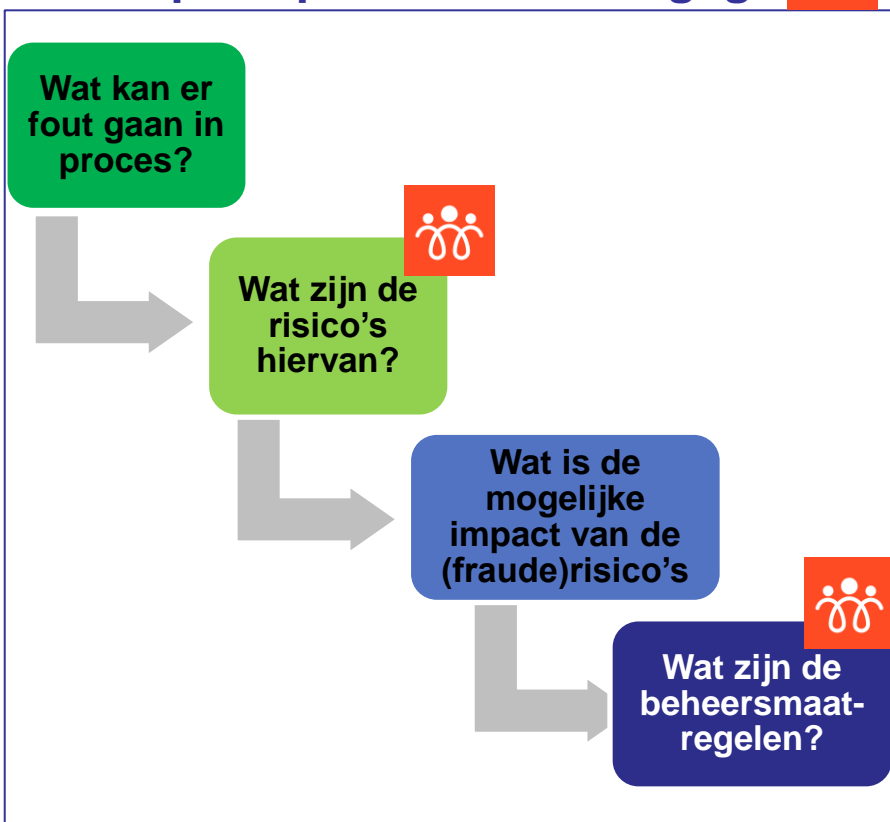 Wat kan er
fout gaan in
proces?
Wat zijn de
risico’s
hiervan?
Wat is de
mogelijke
impact van de
(fraude)risico’s
Wat zijn de
beheersmaat-
regelen?